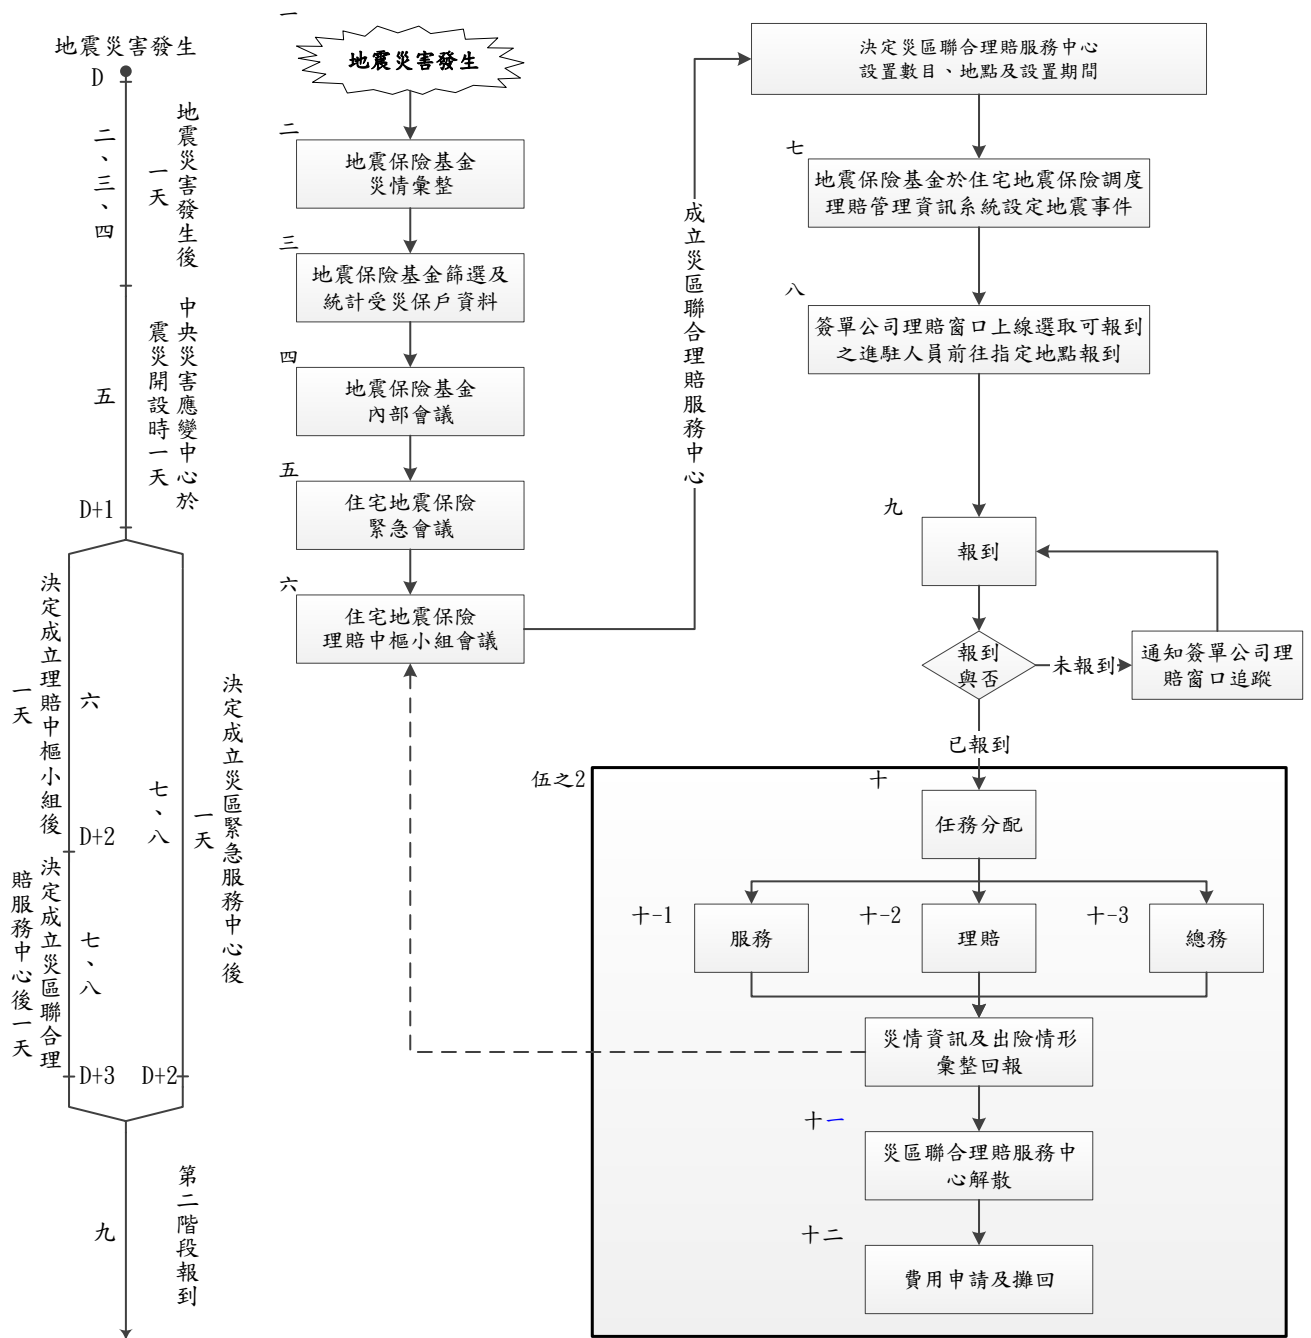 地震災害發生
D
二、三、四
地震災害發生後
一天
五
中央災害應變中心於
震災開設時一天
D+1
六
決定成立理賠中樞小組後
一天
D+2
七、八
決定成立災區聯合理
賠服務中心後一天
D+3
七、八
決定成立災區緊急服務中心後
一天
D+2
九
第二階段報到
一
地震災害發生
二
地震保險基金
災情彙整
三
地震保險基金篩選及
統計受災保戶資料
四
地震保險基金
內部會議
五
住宅地震保險
緊急會議
六
住宅地震保險
理賠中樞小組會議
成立災區聯合理賠服務中心
決定災區聯合理賠服務中心
設置數目、地點及設置期間
七
地震保險基金於住宅地震保險調度
理賠管理資訊系統設定地震事件
八
簽單公司理賠窗口上線選取可報到
之進駐人員前往指定地點報到
九
報到
報到
與否
未報到
通知簽單公司理
賠窗口追蹤
已報到
伍之2
十
任務分配
十-1
服務
十-2
理賠
十-3
總務
災情資訊及出險情形
彙整回報
十一
災區聯合理賠服務中
心解散
十二
費用申請及攤回